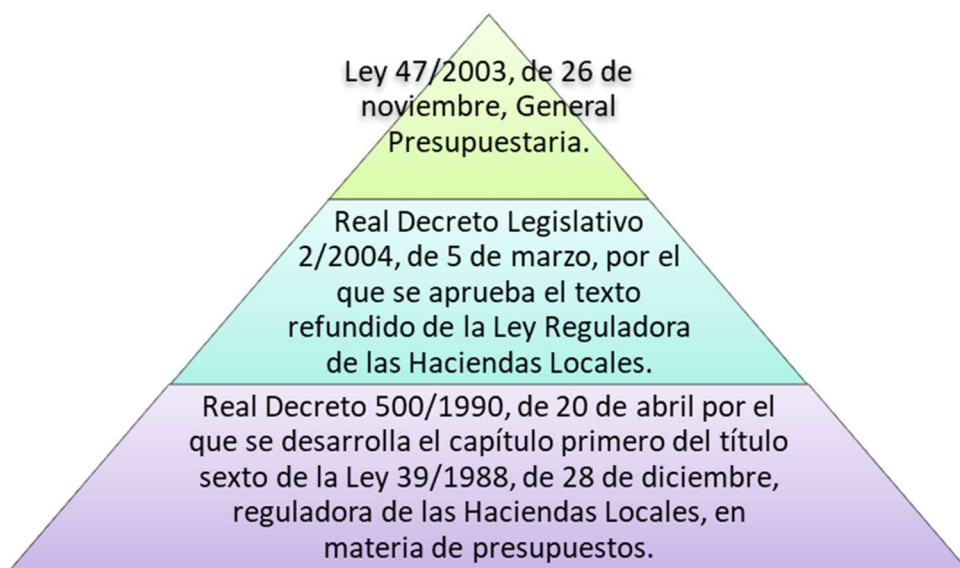 Ley 47/2003, de 26 de
noviembre, General
Presupuestaria.
Real Decreto Legislativo
2/2004, de 5 de marzo, por el
que se aprueba el texto
refundido de la Ley Reguladora
de las Haciendas Locales.
Real Decreto 500/1990, de 20 de abril por el
que se desarrolla el capítulo primero del título
sexto de la Ley 39/1988, de 28 de diciembre,
reguladora de las Haciendas Locales, en
materia de presupuestos.